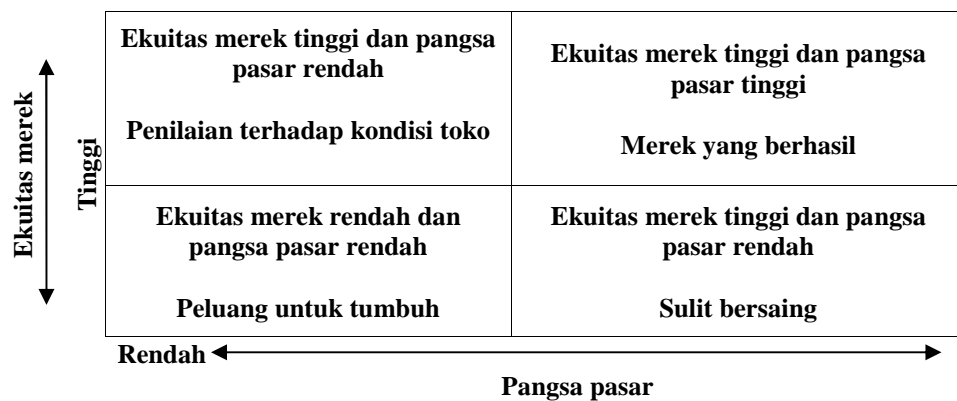 Ekuitas merek
Tinggi
Ekuitas merek tinggi dan pangsa
pasar rendah
Penilaian terhadap kondisi toko
Ekuitas merek tinggi dan pangsa
pasar tinggi
Merek yang berhasil
Ekuitas merek rendah dan
pangsa pasar rendah
Peluang untuk tumbuh
Ekuitas merek tinggi dan pangsa
pasar rendah
Sulit bersaing
Rendah
Pangsa pasar